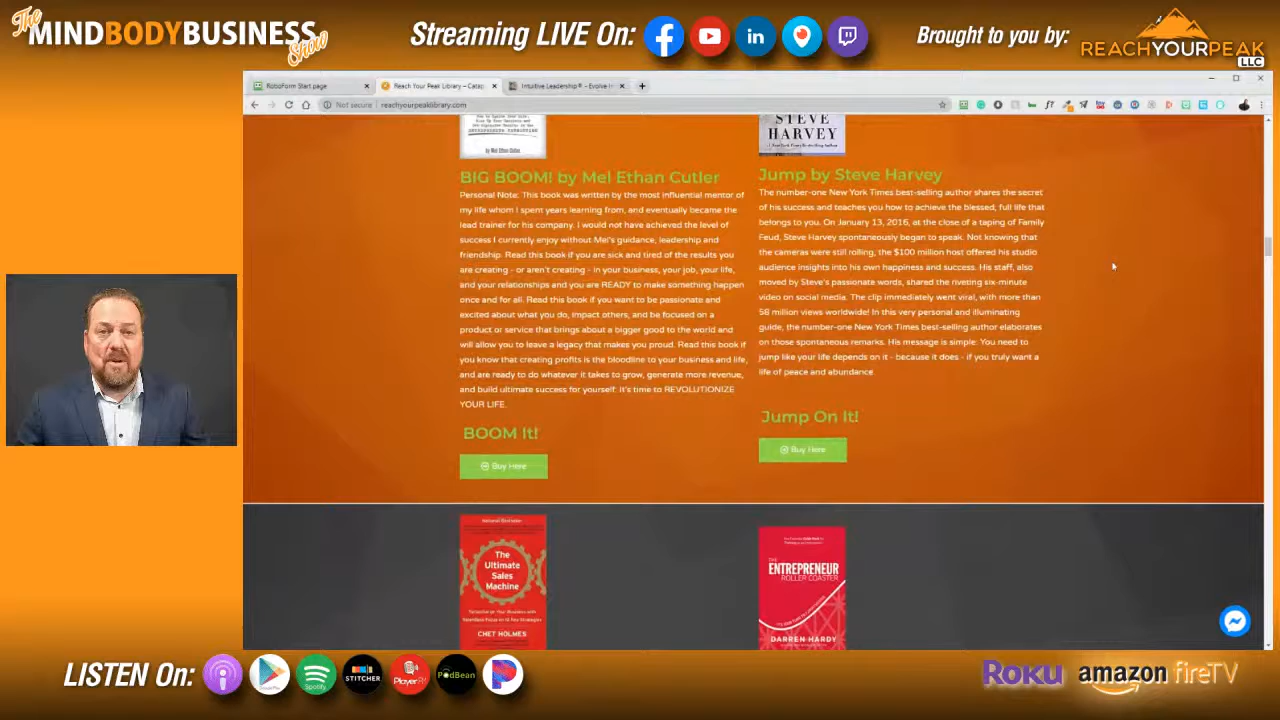 The
MINDBODYBUSINESS
Show
Streaming LIVE On:
Brought to you by:
REACHYOURPEAK
LLC
RoboForm Start page
Reach Your Peak Library – Catap
Intuitive Leadership® – Evolve Ir
Not secure | reachyourpeaklibrary.com
by Mel Ethan Cutler
STEVE
HARVEY
BIG BOOM! by Mel Ethan Cutler
Personal Note: This book was written by the most influential mentor of
my life whom I spent years learning from, and eventually became the
lead trainer for his company. I would not have achieved the level of
success I currently enjoy without Mel's guidance, leadership and
friendship. Read this book if you are sick and tired of the results you
are creating - or aren't creating - in your business, your job, your life,
and your relationships and you are READY to make something happen
once and for all. Read this book if you want to be passionate and
excited about what you do, impact others, and be focused on a
product or service that brings about a bigger good to the world and
will allow you to leave a legacy that makes you proud. Read this book if
you know that creating profits is the bloodline to your business and life,
and are ready to do whatever it takes to grow, generate more revenue,
and build ultimate success for yourself. It's time to REVOLUTIONIZE
YOUR LIFE.
BOOM It!
Buy Here
Jump by Steve Harvey
The number-one New York Times best-selling author shares the secret
of his success and teaches you how to achieve the blessed, full life that
belongs to you. On January 13, 2016, at the close of a taping of Family
Feud, Steve Harvey spontaneously began to speak. Not knowing that
the cameras were still rolling, the $100 million host offered his studio
audience insights into his own happiness and success. His staff, also
moved by Steve's passionate words, shared the riveting six-minute
video on social media. The clip immediately went viral, with more than
58 million views worldwide! In this very personal and illuminating
guide, the number-one New York Times best-selling author elaborates
on those spontaneous remarks. His message is simple: You need to
jump like your life depends on it - because it does - if you truly want a
life of peace and abundance.
Jump On It!
Buy Here
The
Ultimate
Sales
Machine
CHET HOLMES
THE
ENTREPRENEUR
ROLLER COASTER
DARREN HARDY
LISTEN On:
Spotify
STITCHER
PlayerFM
PodBean
ROKU
amazon fireTV